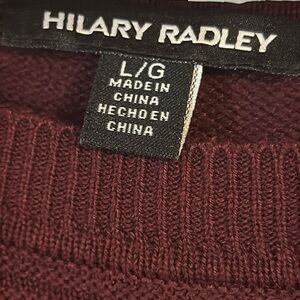 HILARY RADLEY
L/G
MADE IN
CHINA
HECHO EN
CHINA